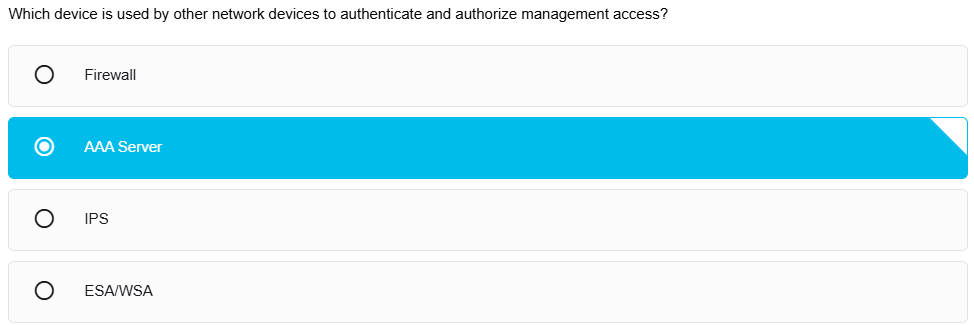 Which device is used by other network devices to authenticate and authorize management access?
Firewall
AAA Server
IPS
ESA/WSA